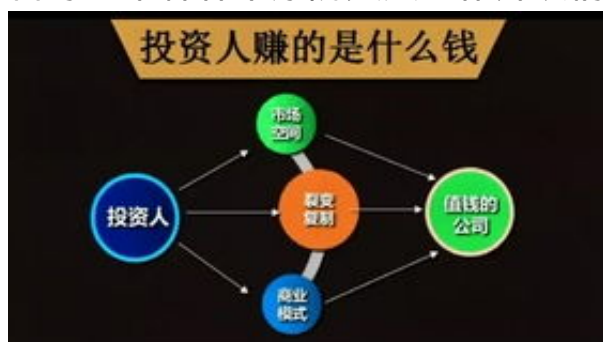 投资人赚的是什么钱
市场
空间
投资人
裂变
复制
值钱的
公司
商业
模式